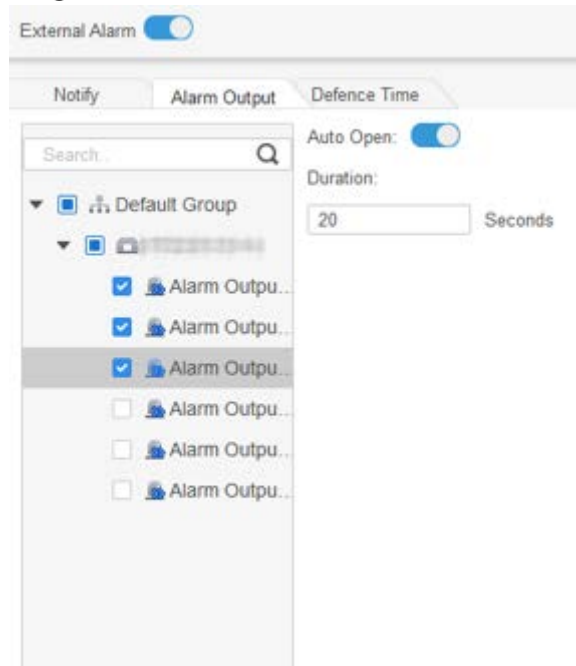 External Alarm
Notify Alarm Output Defence Time
Search..
Auto Open:
Duration:
20 Seconds
Default Group
Alarm Outpu...
Alarm Outpu...
Alarm Outpu...
Alarm Outpu...
Alarm Outpu...
Alarm Outpu...